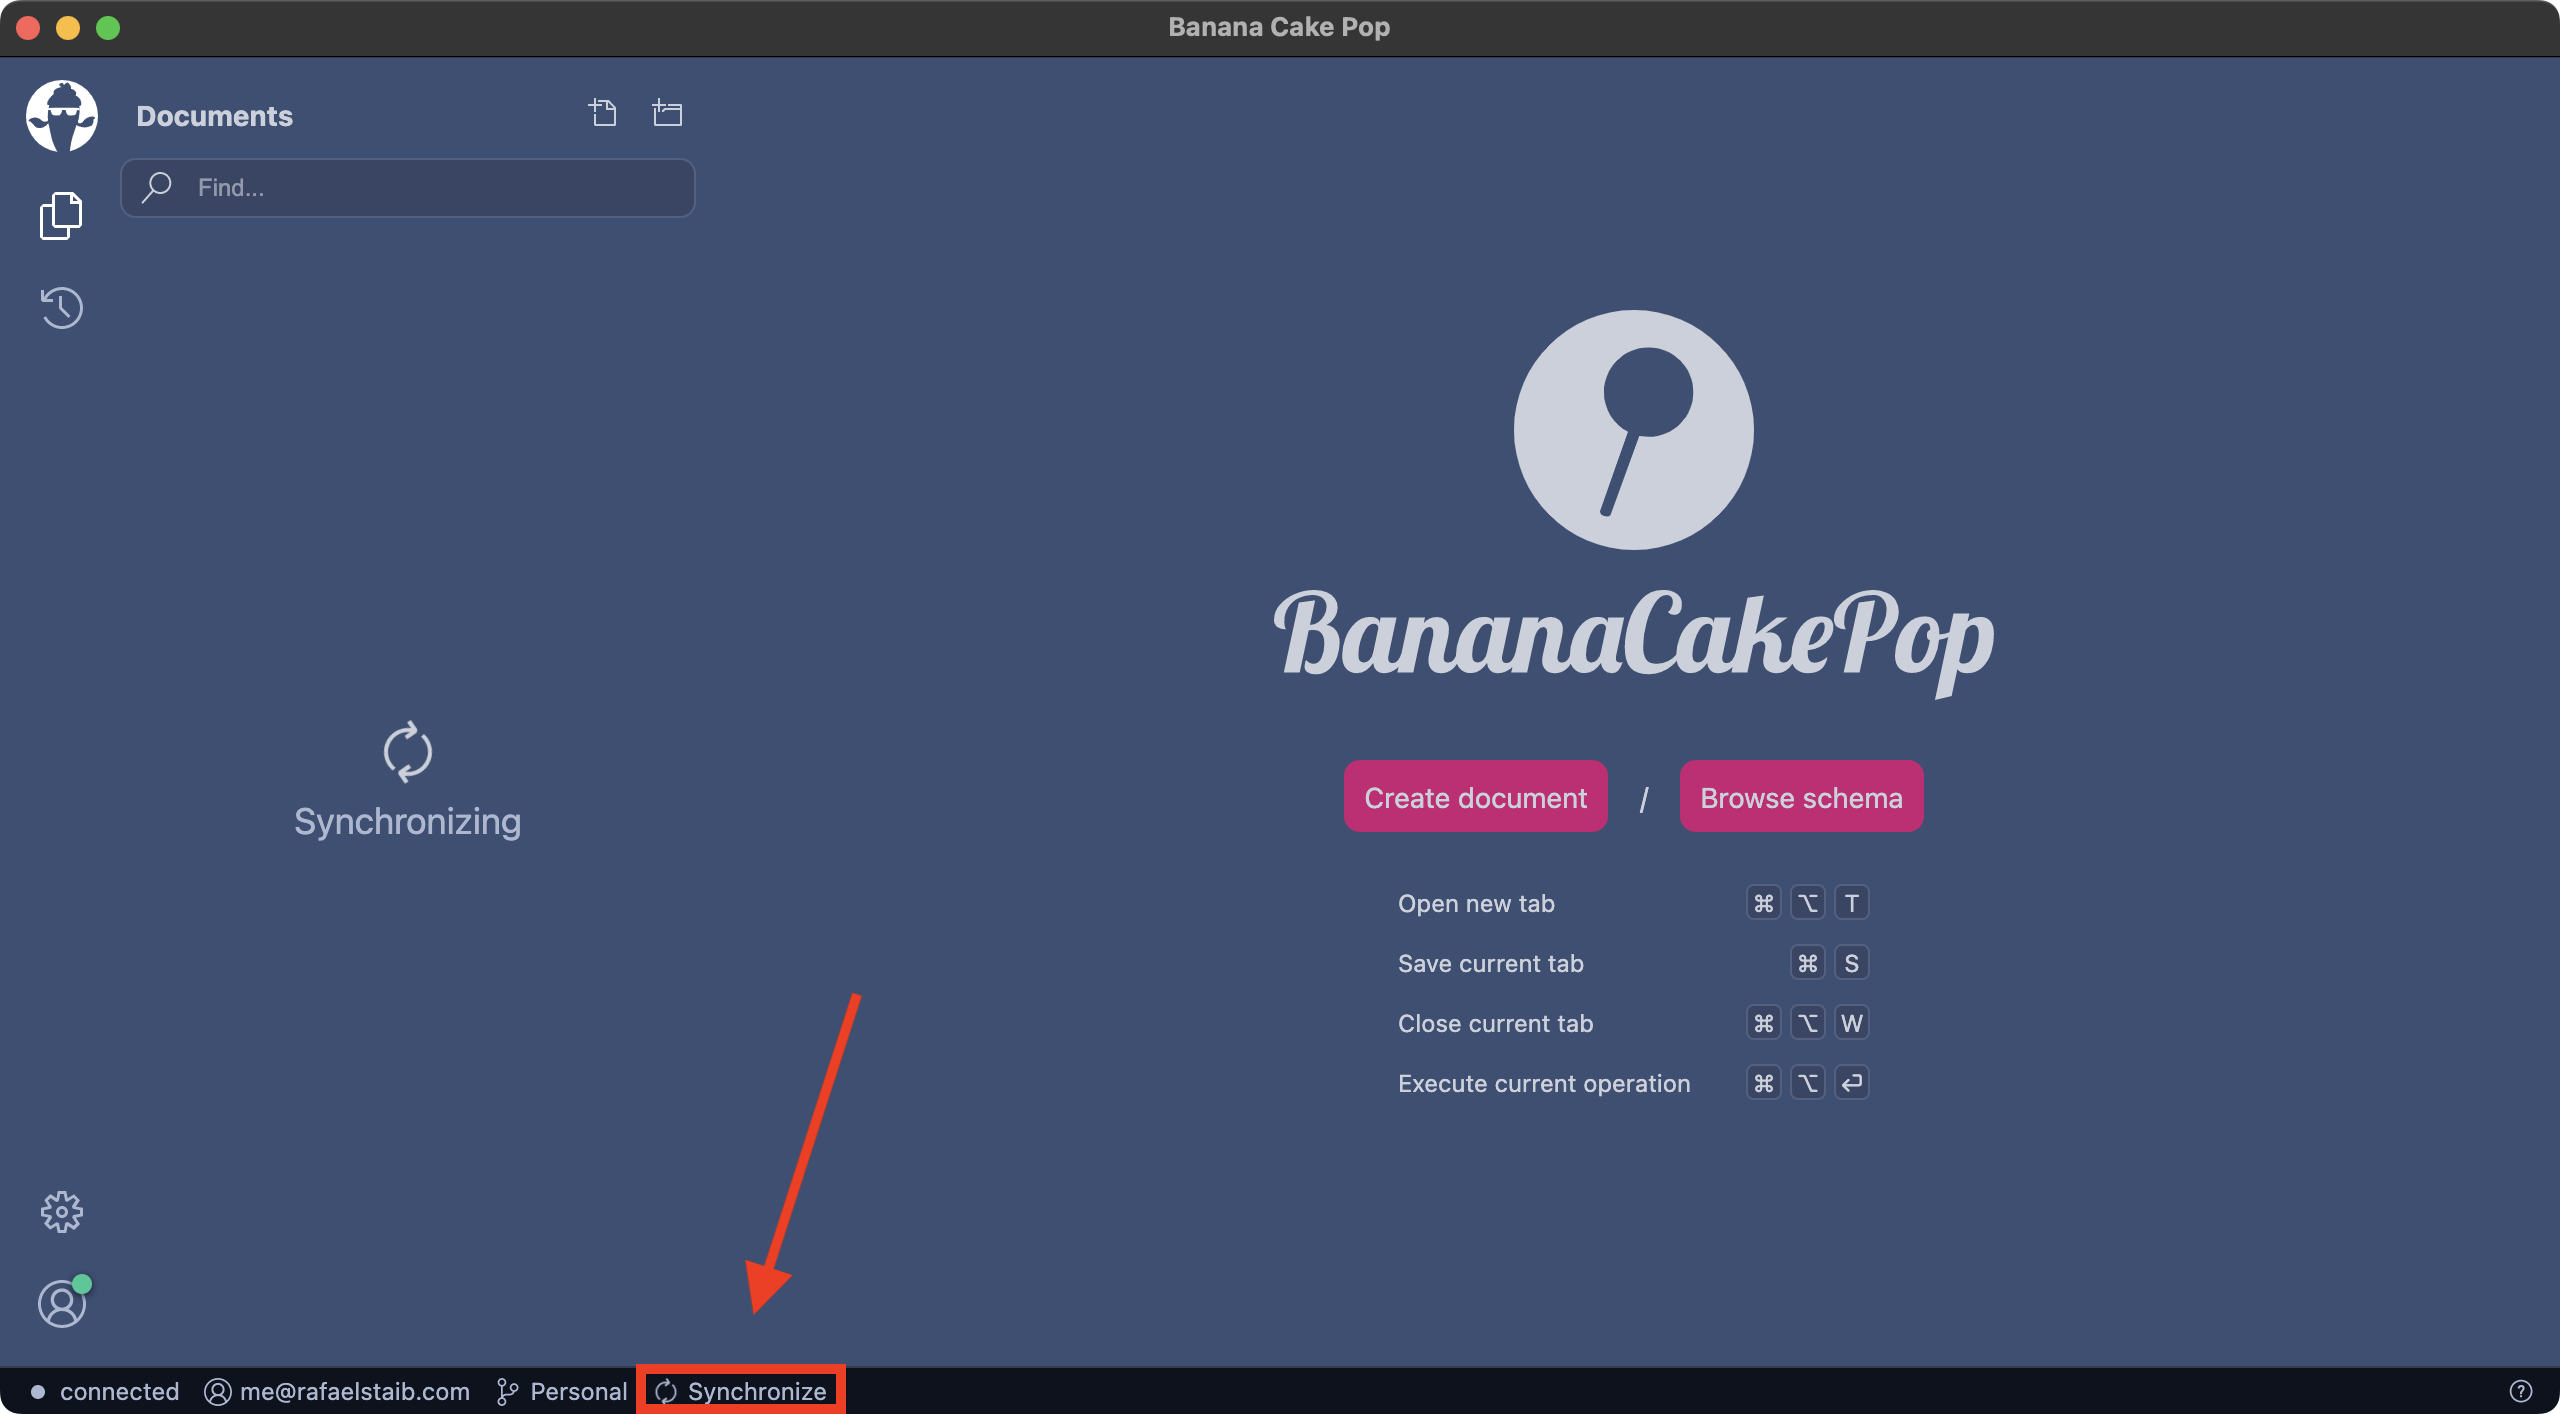 Banana Cake Pop
Documents
Find...
Synchronizing
BananaCakePop
Create document / Browse schema
Open new tab ⌘ ⌥ T
Save current tab ⌘ S
Close current tab ⌘ ⌥ W
Execute current operation ⌘ ⌥ ↩
connected me@rafaelstaib.com Personal Synchronize ?